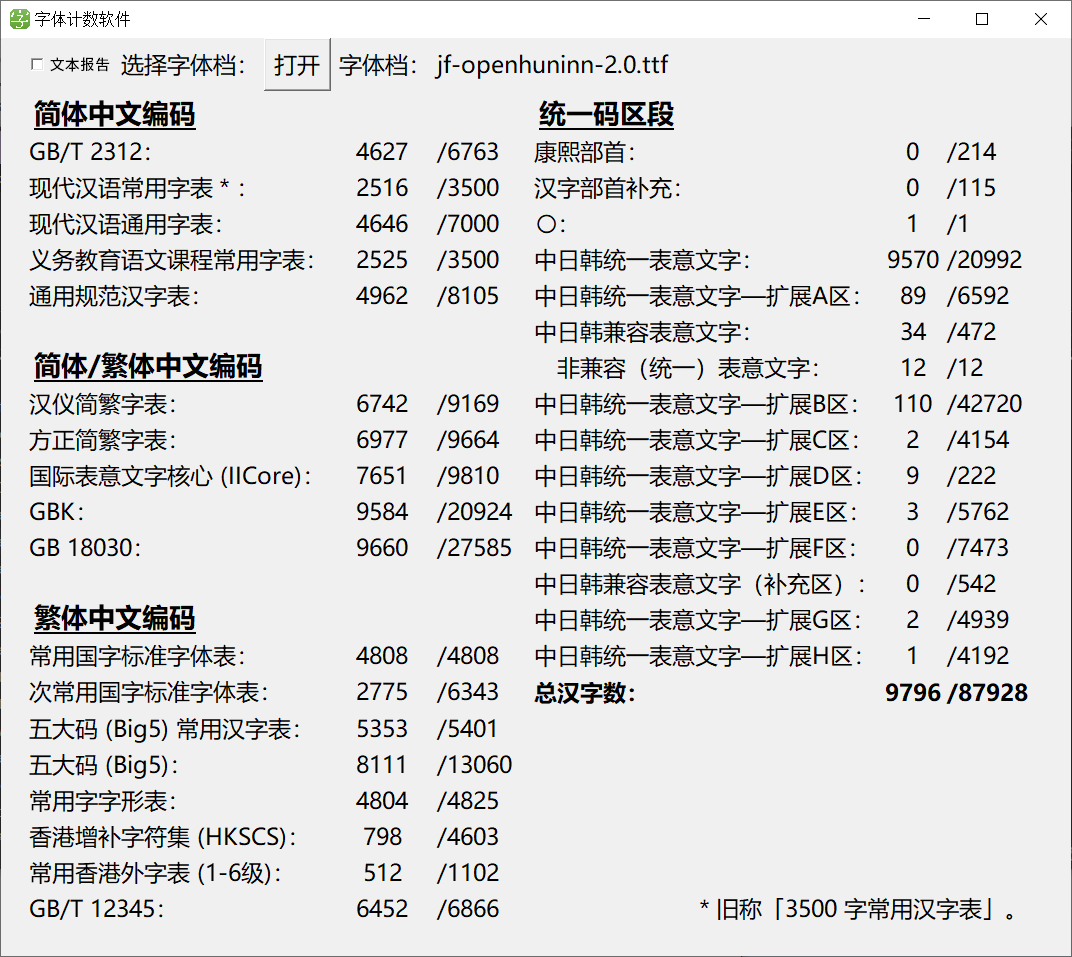 字体计数软件
文本报告 选择字体档： 打开 字体档： jf-openhuninn-2.0.ttf
简体中文编码
GB/T 2312： 4627 /6763
现代汉语常用字表 * ： 2516 /3500
现代汉语通用字表： 4646 /7000
义务教育语文课程常用字表： 2525 /3500
通用规范汉字表： 4962 /8105
简体/繁体中文编码
汉仪简繁字表： 6742 /9169
方正简繁字表： 6977 /9664
国际表意文字核心 (IICore)： 7651 /9810
GBK： 9584 /20924
GB 18030： 9660 /27585
繁体中文编码
常用国字标准字体表： 4808 /4808
次常用国字标准字体表： 2775 /6343
五大码 (Big5) 常用汉字表： 5353 /5401
五大码 (Big5)： 8111 /13060
常用字字形表： 4804 /4825
香港增补字符集 (HKSCS)： 798 /4603
常用香港外字表 (1-6级)： 512 /1102
GB/T 12345： 6452 /6866
统一码区段
康熙部首： 0 /214
汉字部首补充： 0 /115
〇： 1 /1
中日韩统一表意文字： 9570 /20992
中日韩统一表意文字—扩展A区： 89 /6592
中日韩兼容表意文字： 34 /472
非兼容（统一）表意文字： 12 /12
中日韩统一表意文字—扩展B区： 110 /42720
中日韩统一表意文字—扩展C区： 2 /4154
中日韩统一表意文字—扩展D区： 9 /222
中日韩统一表意文字—扩展E区： 3 /5762
中日韩统一表意文字—扩展F区： 0 /7473
中日韩兼容表意文字（补充区）： 0 /542
中日韩统一表意文字—扩展G区： 2 /4939
中日韩统一表意文字—扩展H区： 1 /4192
总汉字数： 9796 /87928
* 旧称「3500 字常用汉字表」。